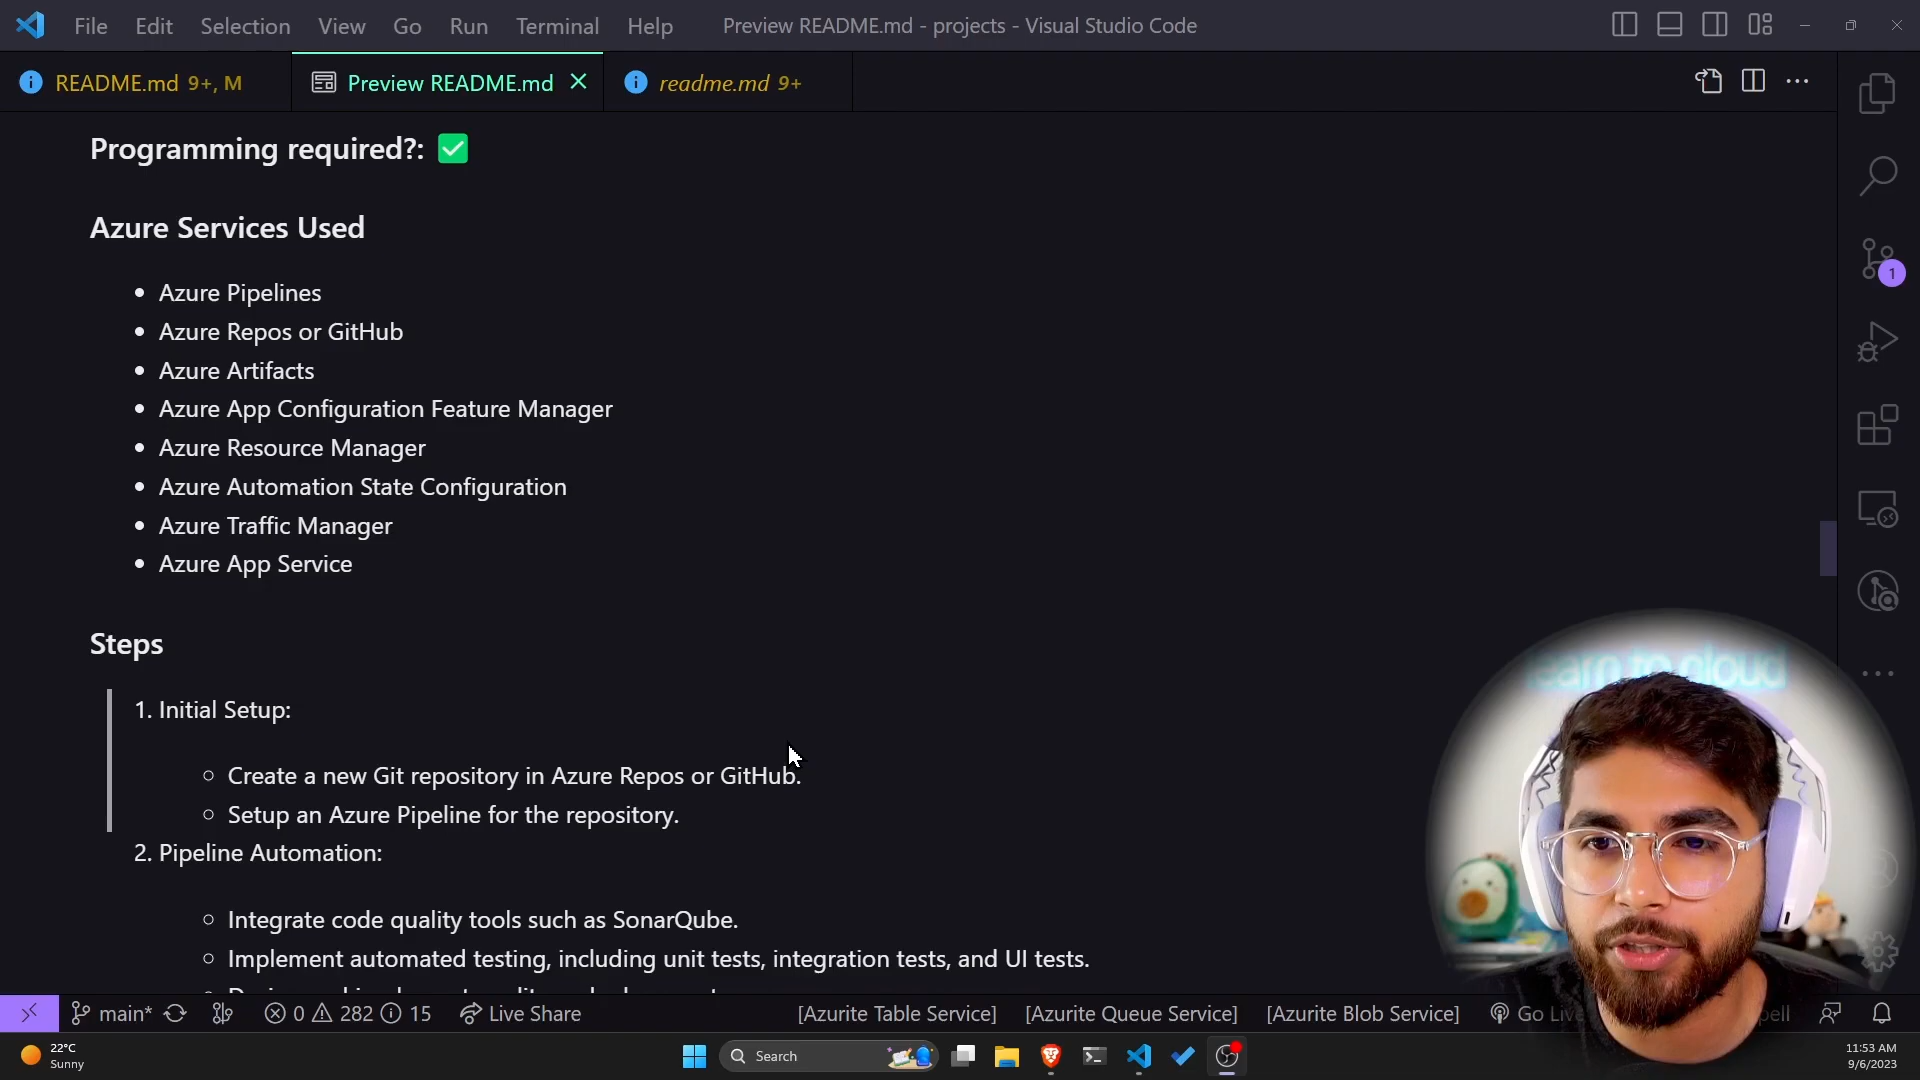 File Edit Selection View Go Run Terminal Help Preview README.md - projects - Visual Studio Code
README.md 9+, M Preview README.md readme.md 9+
Programming required?: ✅
Azure Services Used
• Azure Pipelines
• Azure Repos or GitHub
• Azure Artifacts
• Azure App Configuration Feature Manager
• Azure Resource Manager
• Azure Automation State Configuration
• Azure Traffic Manager
• Azure App Service
Steps
1. Initial Setup:
○ Create a new Git repository in Azure Repos or GitHub.
○ Setup an Azure Pipeline for the repository.
2. Pipeline Automation:
○ Integrate code quality tools such as SonarQube.
○ Implement automated testing, including unit tests, integration tests, and UI tests.
1
learn to cloud
main* 0 282 15 Live Share [Azurite Table Service] [Azurite Queue Service] [Azurite Blob Service] Go Live
22°C
Sunny
Search
11:53 AM
9/6/2023